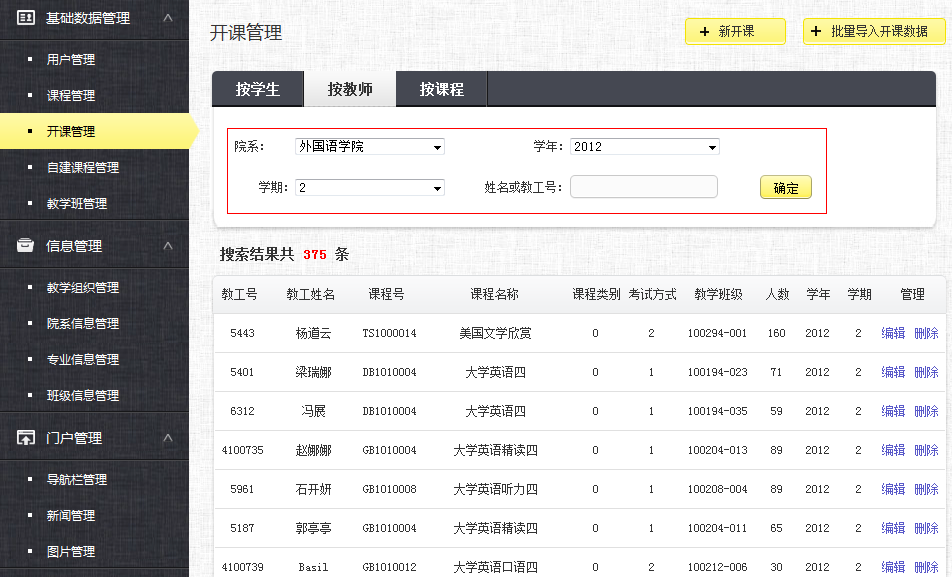 基础数据管理
用户管理
课程管理
开课管理
自建课程管理
教学班管理
信息管理
教学组织管理
院系信息管理
专业信息管理
班级信息管理
门户管理
导航栏管理
新闻管理
图片管理
开课管理
+ 新开课
+ 批量导入开课数据
按学生 按教师 按课程
院系: 外国语学院 学年: 2012
学期: 2 姓名或教工号: 确定
搜索结果共 375 条
教工号 教工姓名 课程号 课程名称 课程类别 考试方式 教学班级 人数 学年 学期 管理
5443 杨道云 TS1000014 美国文学欣赏 0 2 100294-001 160 2012 2 编辑 删除
5401 梁瑞娜 DB1010004 大学英语四 0 1 100194-023 71 2012 2 编辑 删除
6312 冯展 DB1010004 大学英语四 0 1 100194-035 59 2012 2 编辑 删除
4100735 赵娜娜 GB1010004 大学英语精读四 0 1 100204-013 89 2012 2 编辑 删除
5961 石开妍 GB1010008 大学英语听力四 0 1 100208-004 89 2012 2 编辑 删除
5187 郭亭亭 GB1010004 大学英语精读四 0 1 100204-011 65 2012 2 编辑 删除
4100739 Basil GB1010012 大学英语口语四 0 2 100212-006 30 2012 2 编辑 删除